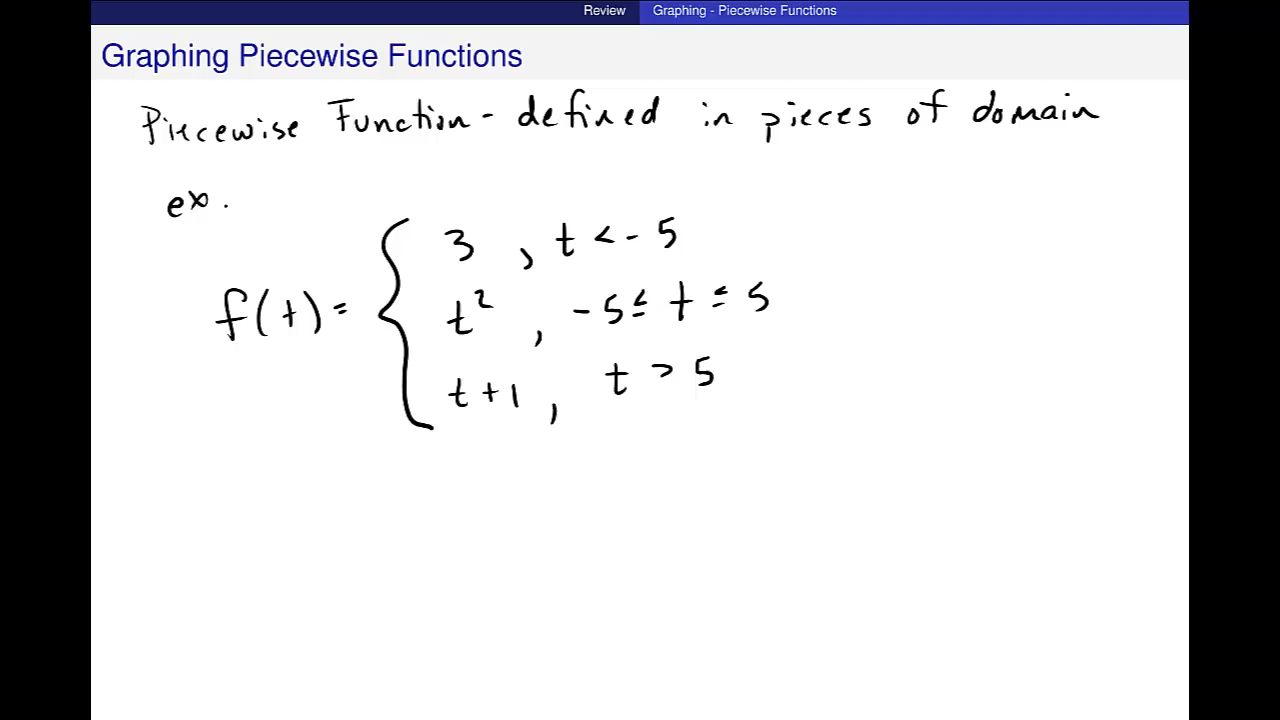 Review Graphing - Piecewise Functions
Graphing Piecewise Functions
Piecewise Function - defined in pieces of domain
ex.
3 , t < -5
f(t) = { t² , -5 ≤ t ≤ 5
t+1 , t > 5